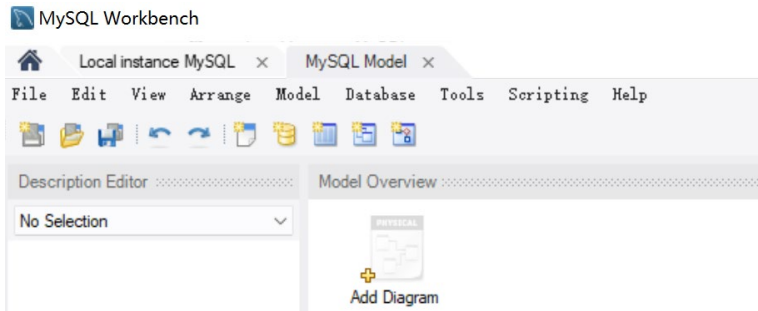 MySQL Workbench
Local instance MySQL × MySQL Model ×
File Edit View Arrange Model Database Tools Scripting Help
Description Editor Model Overview
No Selection
PHYSICAL
Add Diagram